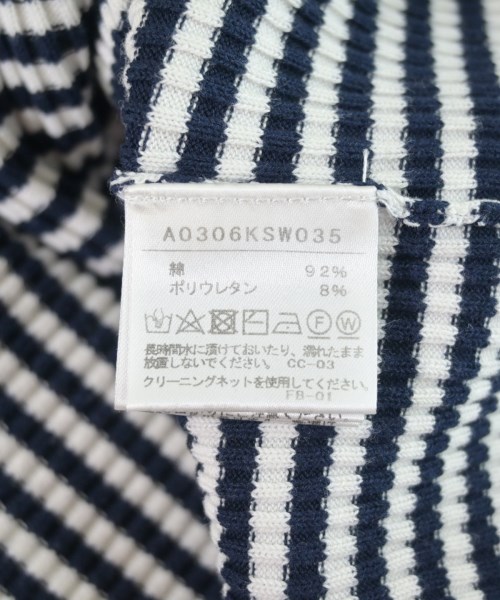 A0306KSW035
綿 92%
ポリウレタン 8%
F W
長時間水に漬けておいたり、濡れたまま
放置しないでください。 CC-03
クリーニングネットを使用してください。
FB-01